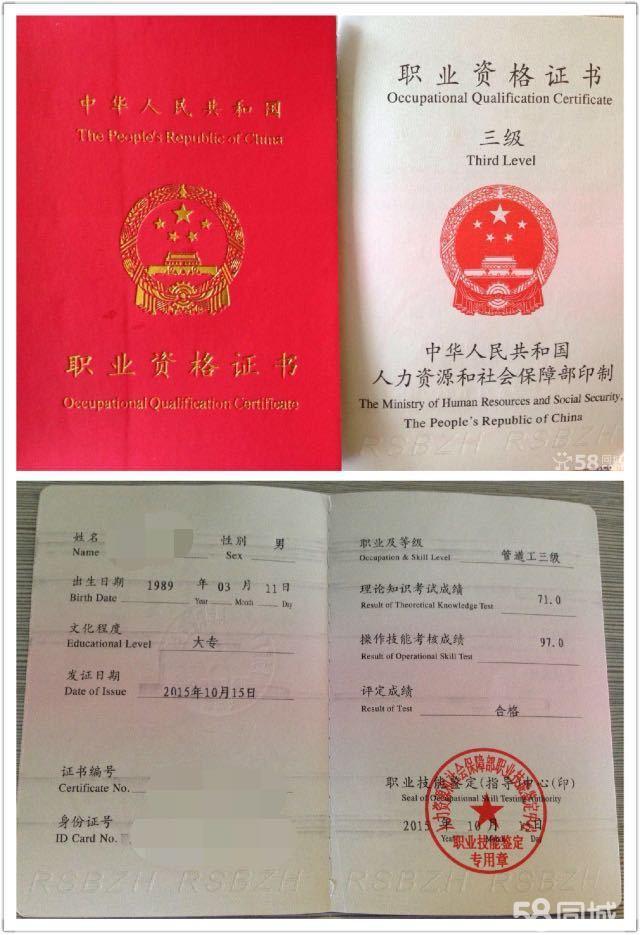 中华人民共和国
The People's Republic of China
职业资格证书
Occupational Qualification Certificate
职业资格证书
Occupational Qualification Certificate
三级
Third Level
中华人民共和国
人力资源和社会保障部印制
The Ministry of Human Resources and Social Security,
The People's Republic of China
RSBZH RSBZH
58同城
姓名
Name
性别 男
Sex
出生日期 1989 年 03 月 11 日
Birth Date Year Month Day
文化程度 大专
Educational Level
发证日期 2015年10月15日
Date of Issue
证书编号
Certificate No.
身份证号
ID Card No.
RSBZH RSBZH
职业及等级 管道工三级
Occupation & Skill Level
理论知识考试成绩 71.0
Result of Theoretical Knowledge Test
操作技能考核成绩 97.0
Result of Operational Skill Test
评定成绩 合格
Result of Test
职业技能鉴定(指导)中心(印)
Seal of Occupational Skill Testing Authority
2015 年 10 月 15 日
Year Month Day
职业技能鉴定
专用章
RSBZH RSBZH
58同城